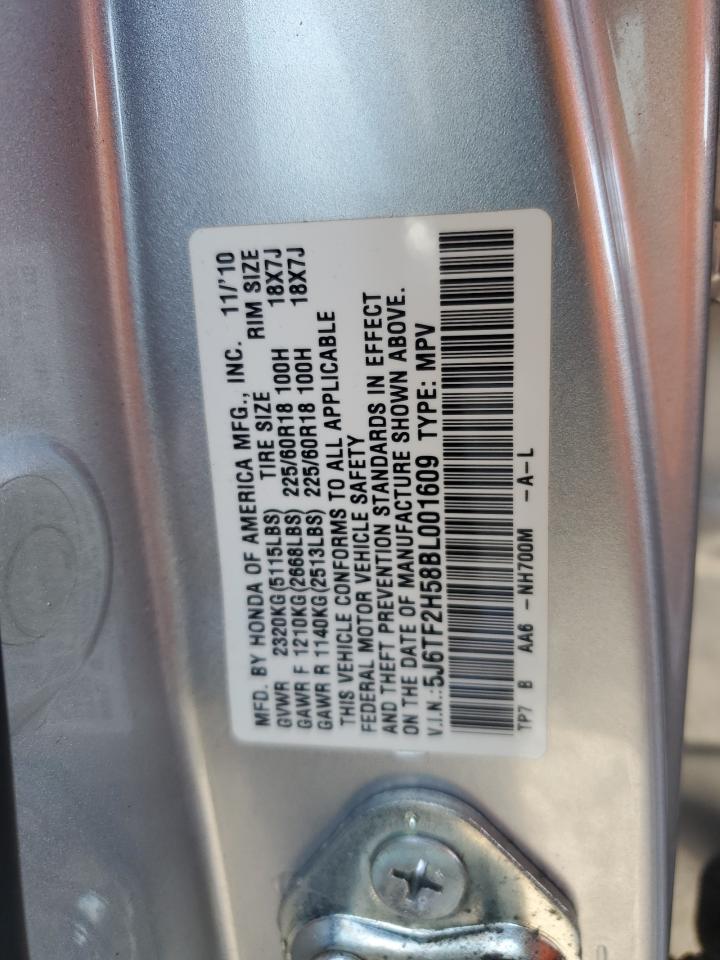 MFD. BY HONDA OF AMERICA MFG., INC. 11/'10
GVWR 2320KG(5115LBS) TIRE SIZE RIM SIZE
GAWR F 1210KG(2668LBS) 225/60R18 100H 18X7J
GAWR R 1140KG(2513LBS) 225/60R18 100H 18X7J
THIS VEHICLE CONFORMS TO ALL APPLICABLE
FEDERAL MOTOR VEHICLE SAFETY
AND THEFT PREVENTION STANDARDS IN EFFECT
ON THE DATE OF MANUFACTURE SHOWN ABOVE.
V.I.N.:5J6TF2H58BL001609 TYPE: MPV
TP7 B AA6 -NH700M -A-L